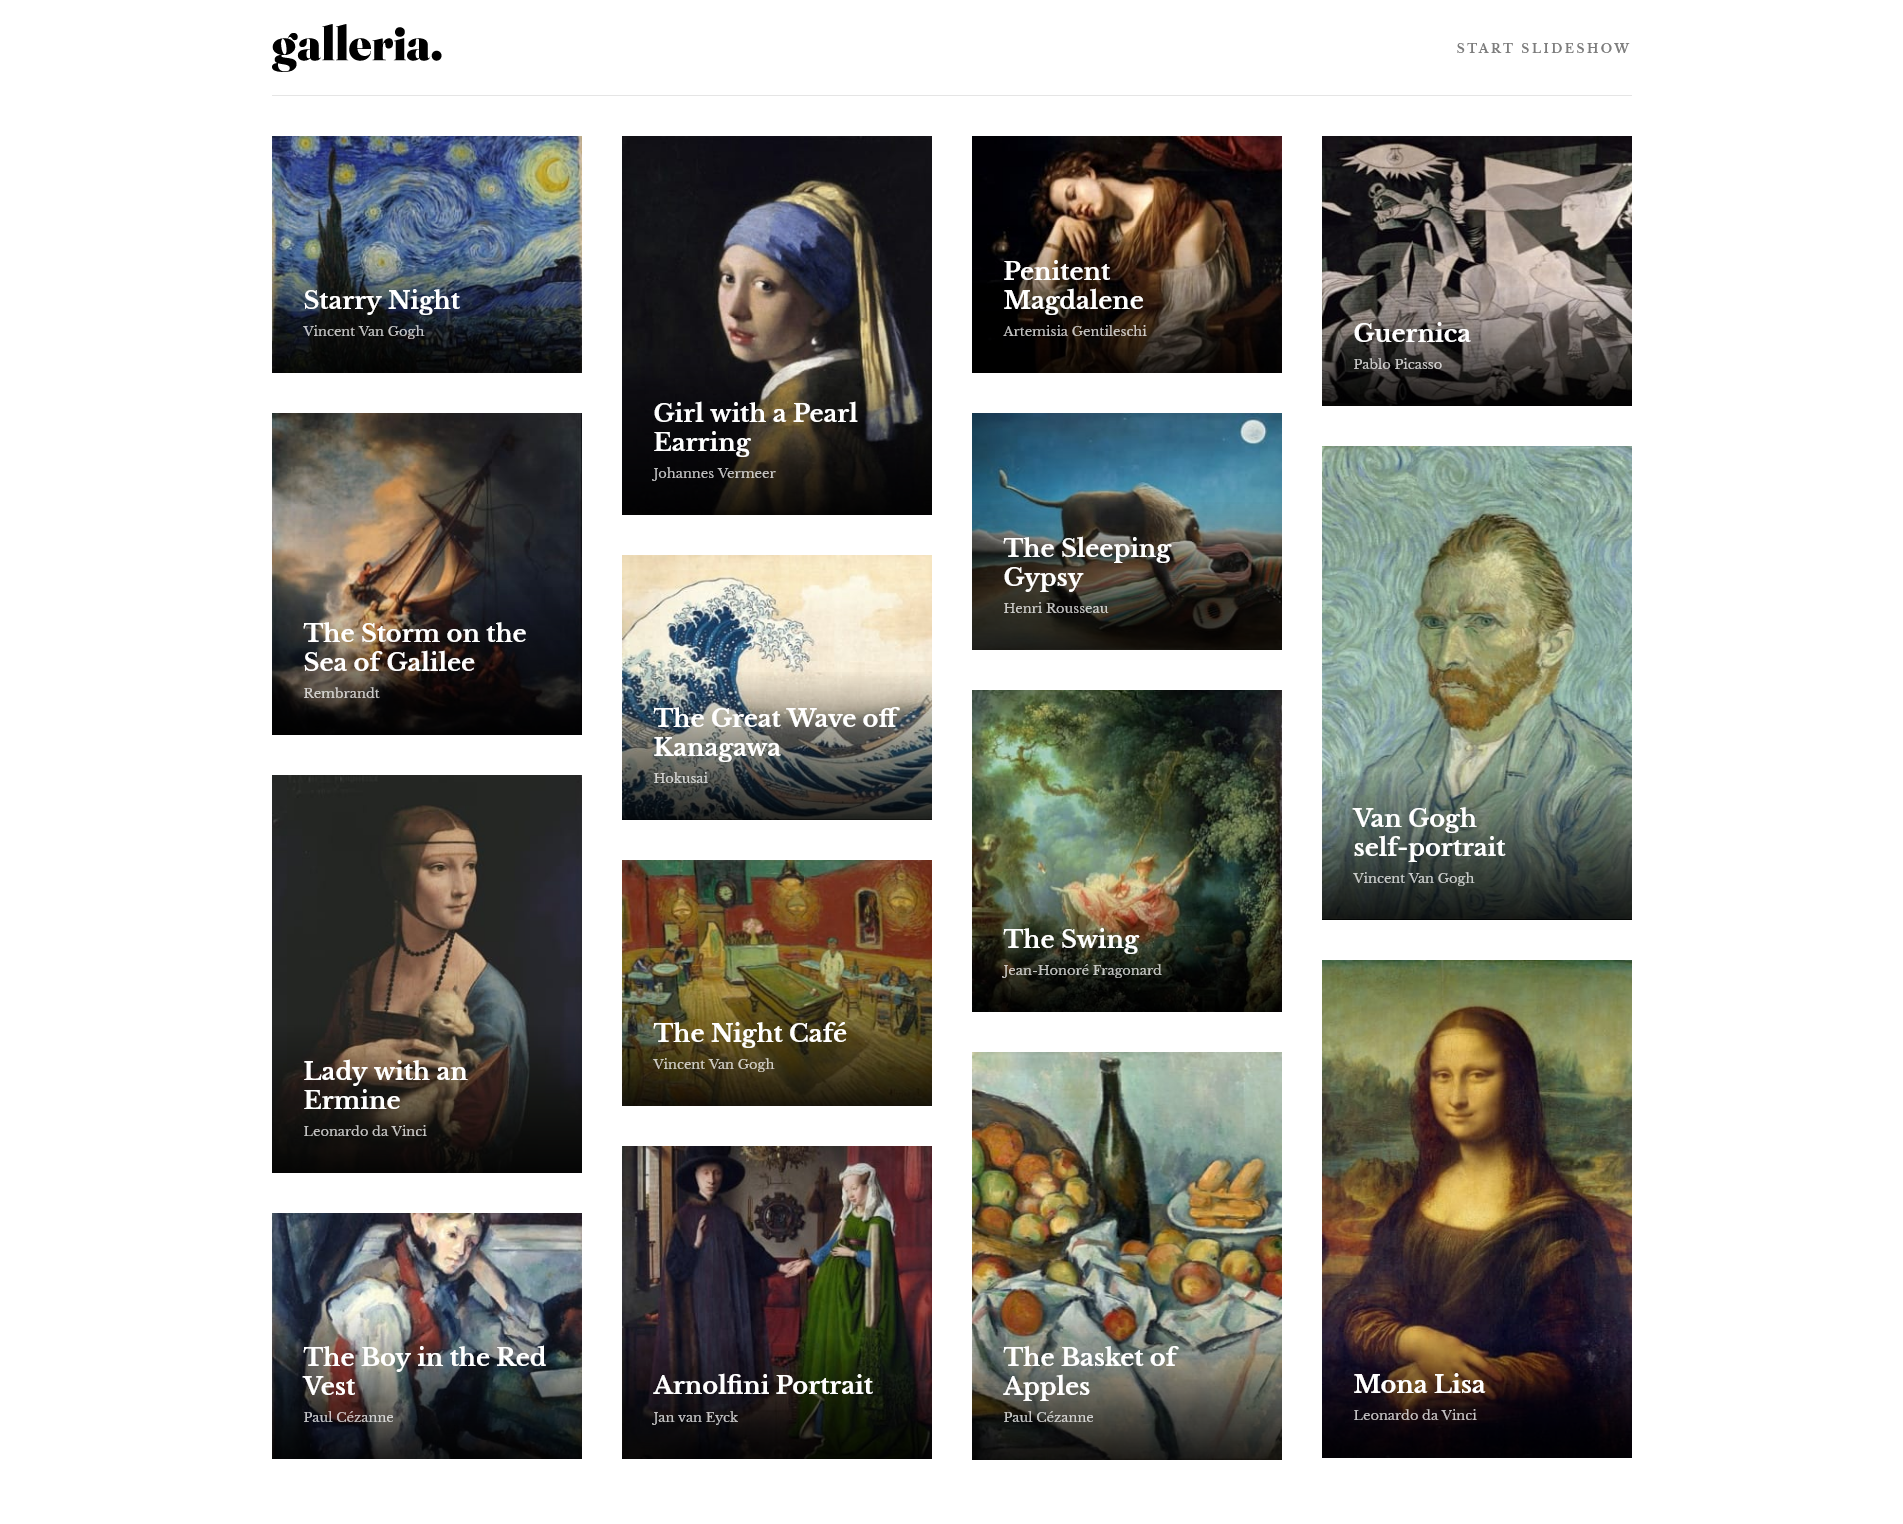 galleria.
START SLIDESHOW
Starry Night
Vincent Van Gogh
The Storm on the
Sea of Galilee
Rembrandt
Lady with an
Ermine
Leonardo da Vinci
The Boy in the Red
Vest
Paul Cézanne
Girl with a Pearl
Earring
Johannes Vermeer
The Great Wave off
Kanagawa
Hokusai
The Night Café
Vincent Van Gogh
Arnolfini Portrait
Jan van Eyck
Penitent
Magdalene
Artemisia Gentileschi
The Sleeping
Gypsy
Henri Rousseau
The Swing
Jean-Honoré Fragonard
The Basket of
Apples
Paul Cézanne
Guernica
Pablo Picasso
Van Gogh
self-portrait
Vincent Van Gogh
Mona Lisa
Leonardo da Vinci